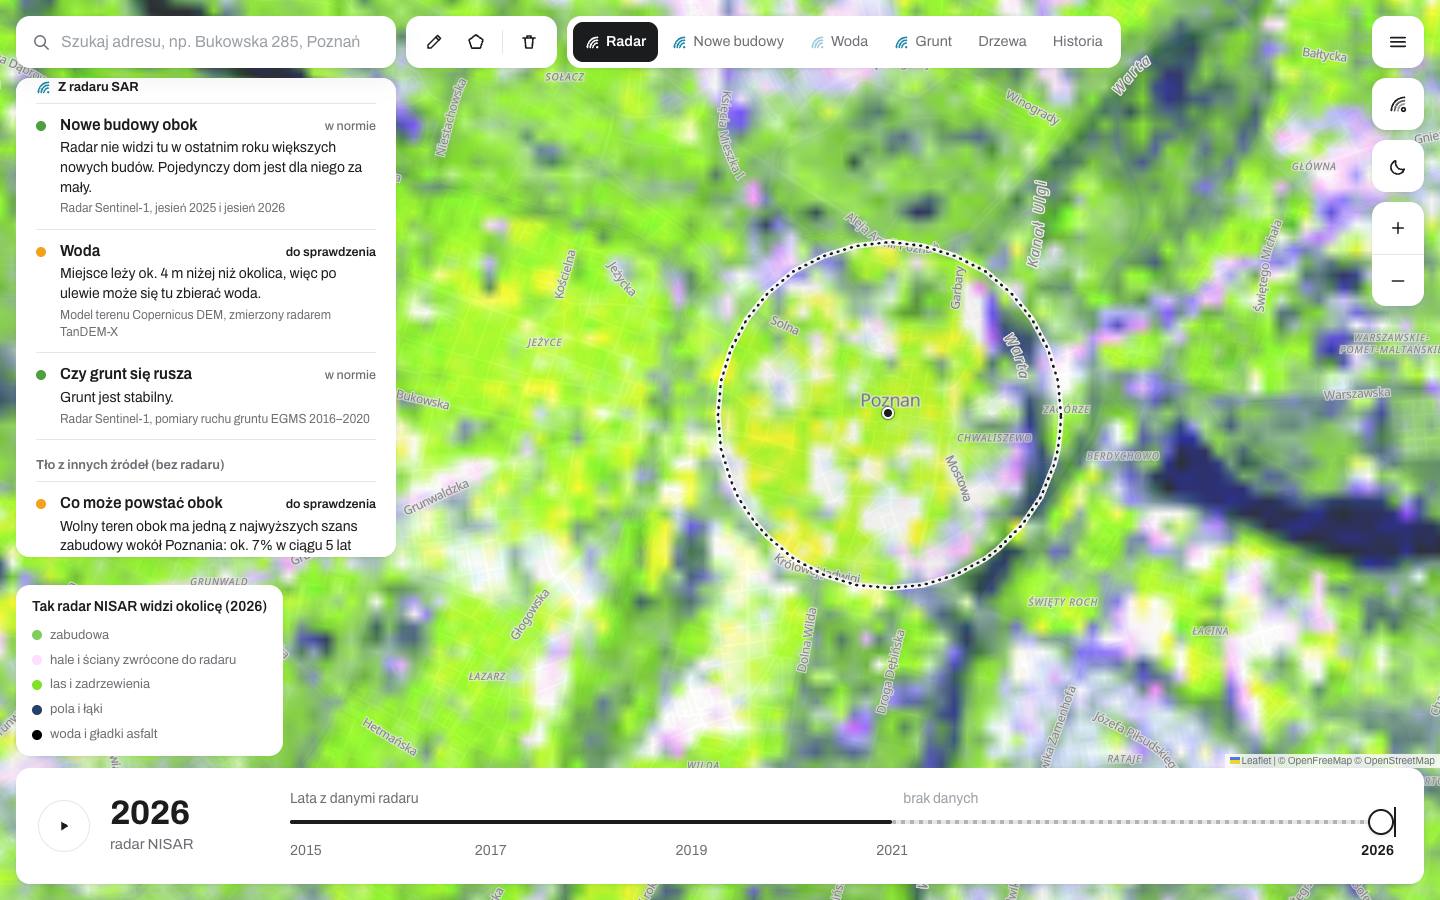 Szukaj adresu, np. Bukowska 285, Poznań
Radar
Nowe budowy
Woda
Grunt
Drzewa
Historia
Z radaru SAR
Nowe budowy obok
w normie
Radar nie widzi tu w ostatnim roku większych
nowych budów. Pojedynczy dom jest dla niego za
mały.
Radar Sentinel-1, jesień 2025 i jesień 2026
Woda
do sprawdzenia
Miejsce leży ok. 4 m niżej niż okolica, więc po
ulewie może się tu zbierać woda.
Model terenu Copernicus DEM, zmierzony radarem
TanDEM-X
Czy grunt się rusza
w normie
Grunt jest stabilny.
Radar Sentinel-1, pomiary ruchu gruntu EGMS 2016–2020
Tło z innych źródeł (bez radaru)
Co może powstać obok
do sprawdzenia
Wolny teren obok ma jedną z najwyższych szans
zabudowy wokół Poznania: ok. 7% w ciągu 5 lat
Tak radar NISAR widzi okolicę (2026)
zabudowa
hale i ściany zwrócone do radaru
las i zadrzewienia
pola i łąki
woda i gładki asfalt
SOŁACZ
Niestachowska
Księcia Mieszka I
Winogrady
Warta
Bałtycka
GŁÓWNA
Kanał Ulgi
Świętego Michała
Kościelna
Jeżycka
JEŻYCE
Garbary
Solna
Warta
WARSZAWSKIE-
Bukowska
Poznan
ZAGÓRZE
Warszawska
CHWALISZEWO
BERDYCHOWO
Grunwaldzka
Mostowa
Królowej Jadwigi
GRUNWALD
Głogowska
ŚWIĘTY ROCH
ŁACINA
Dolna Wilda
Droga Dębińska
ŁAZARZ
Hetmańska
WILDA
Józefa Piłsudskiego
RATAJE
Leaflet | © OpenFreeMap © OpenStreetMap
2026
radar NISAR
Lata z danymi radaru
brak danych
2015
2017
2019
2021
2026